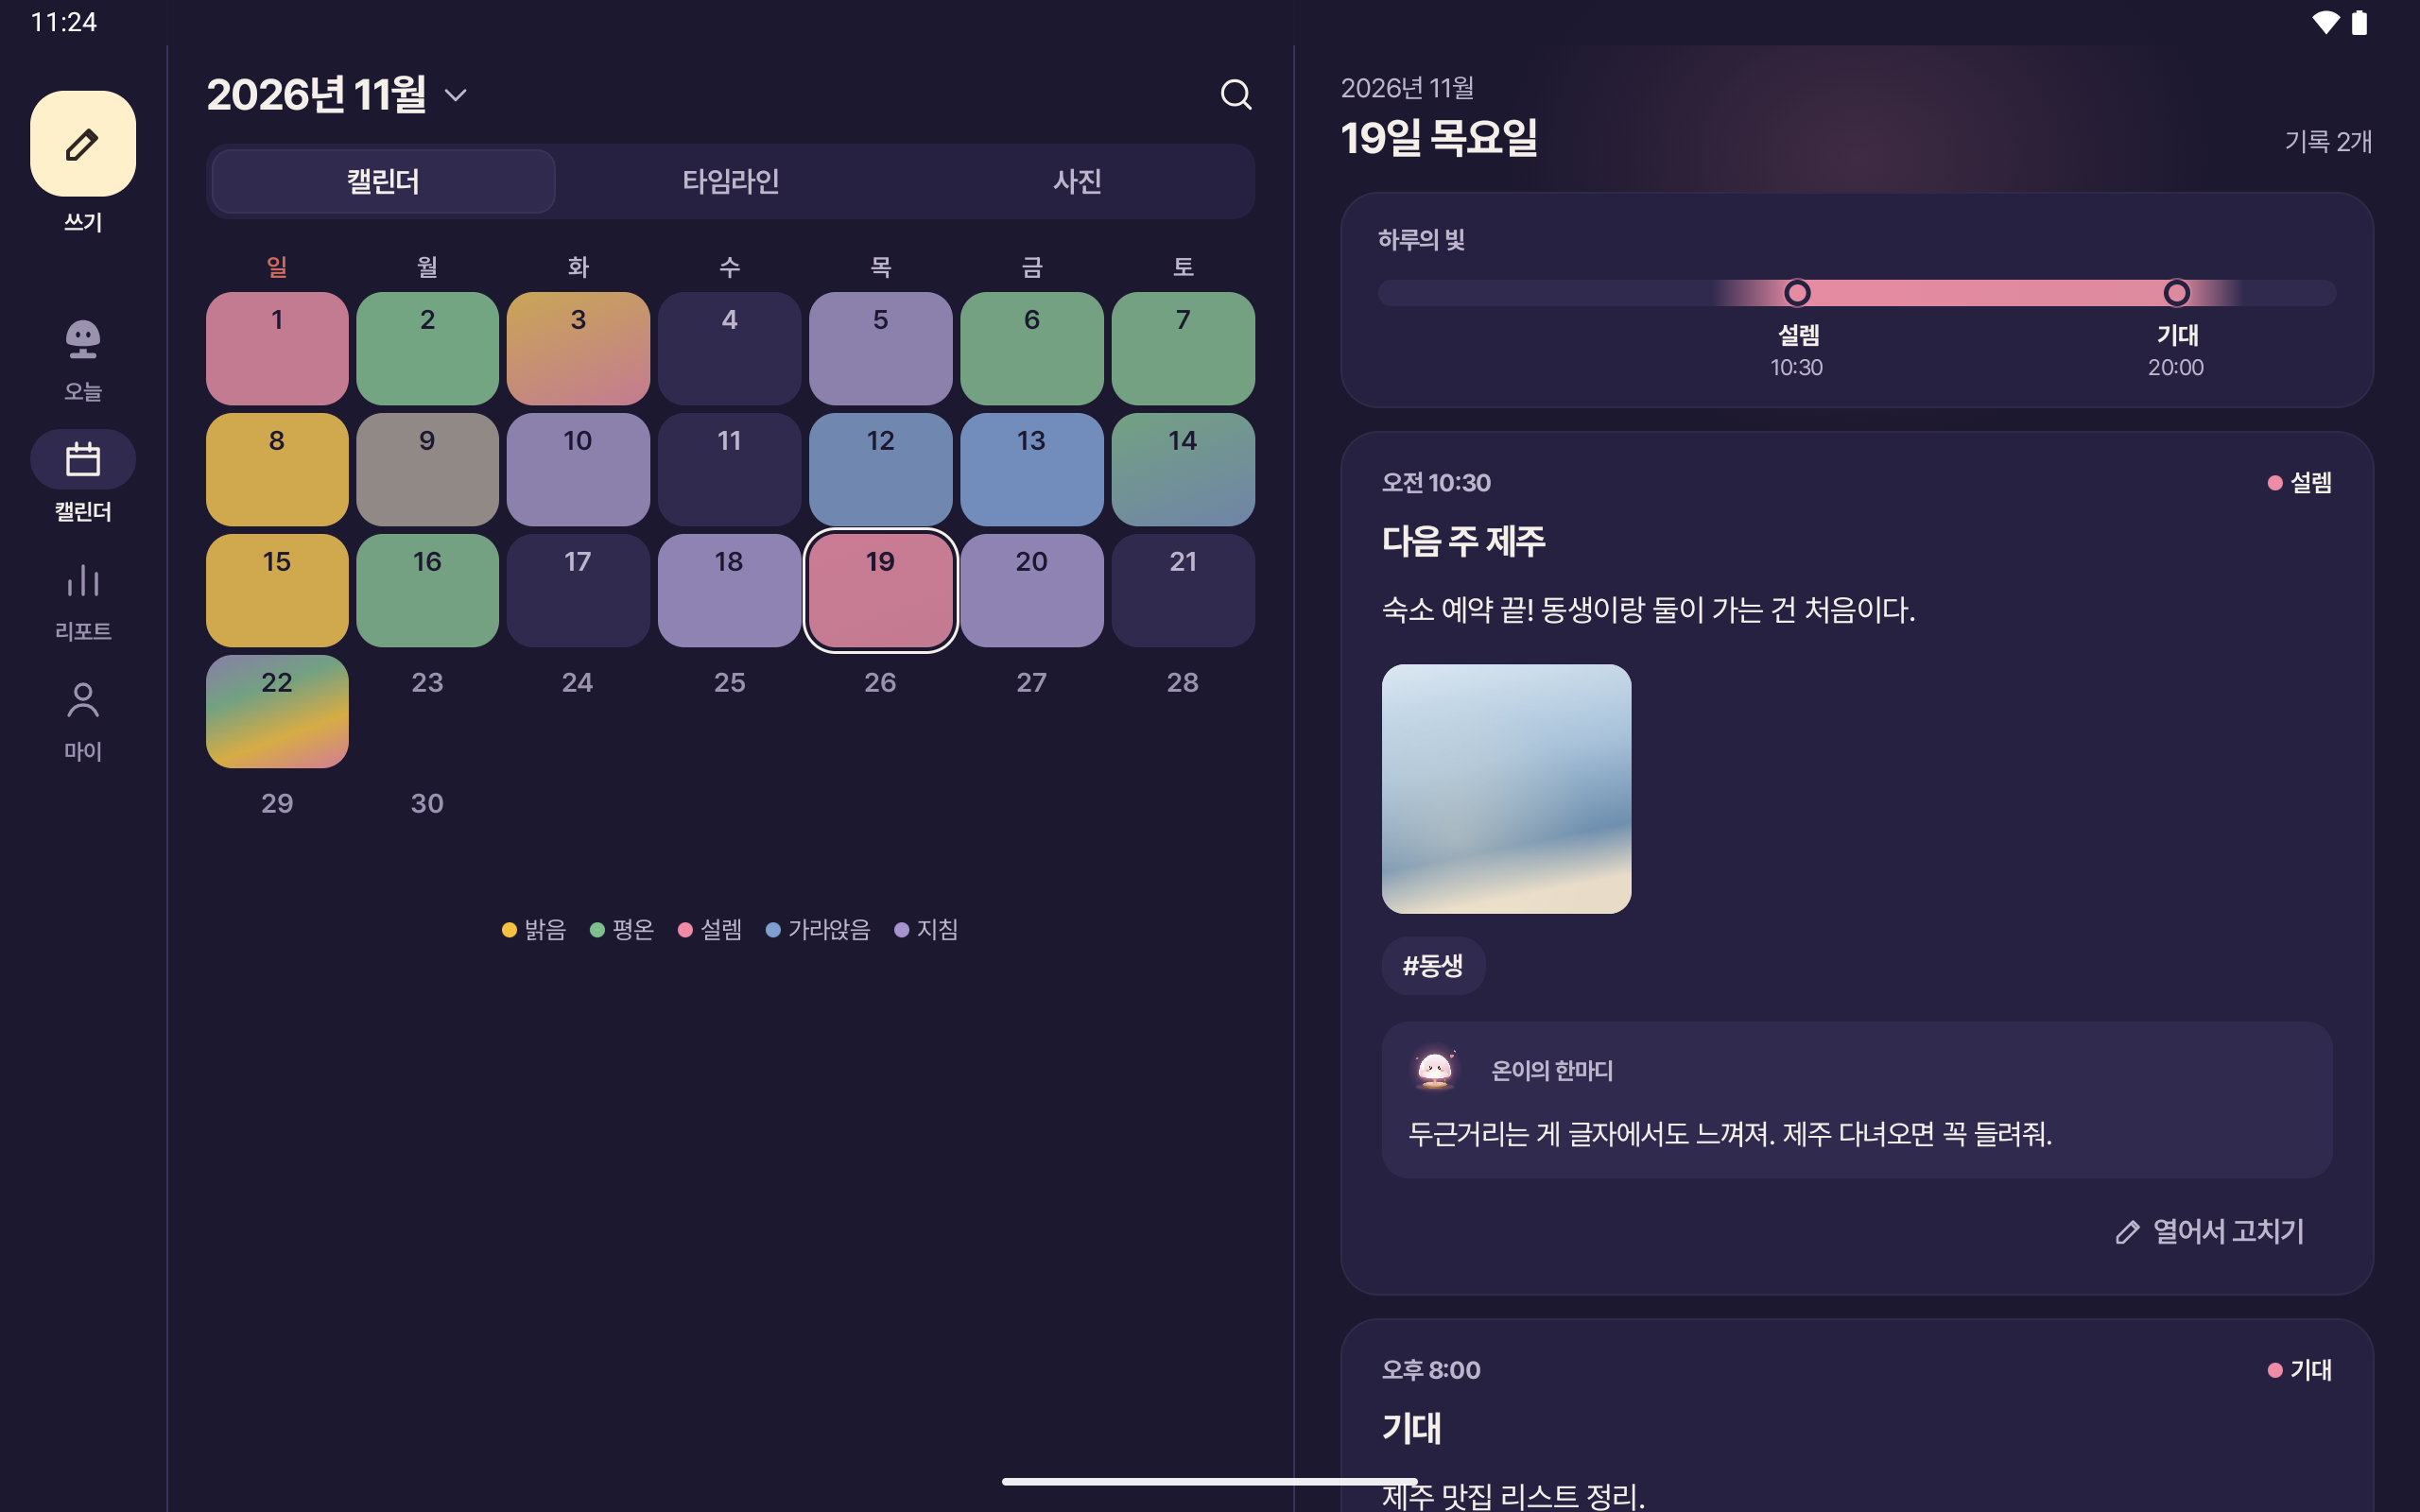 11:24
쓰기
오늘
캘린더
리포트
마이
2026년 11월
캘린더 타임라인 사진
일 월 화 수 목 금 토
1 2 3 4 5 6 7
8 9 10 11 12 13 14
15 16 17 18 19 20 21
22 23 24 25 26 27 28
29 30
밝음 평온 설렘 가라앉음 지침
2026년 11월
19일 목요일
기록 2개
하루의 빛
설렘 기대
10:30 20:00
오전 10:30 설렘
다음 주 제주
숙소 예약 끝! 동생이랑 둘이 가는 건 처음이다.
#동생
온이의 한마디
두근거리는 게 글자에서도 느껴져. 제주 다녀오면 꼭 들려줘.
열어서 고치기
오후 8:00 기대
기대
제주 맛집 리스트 정리.